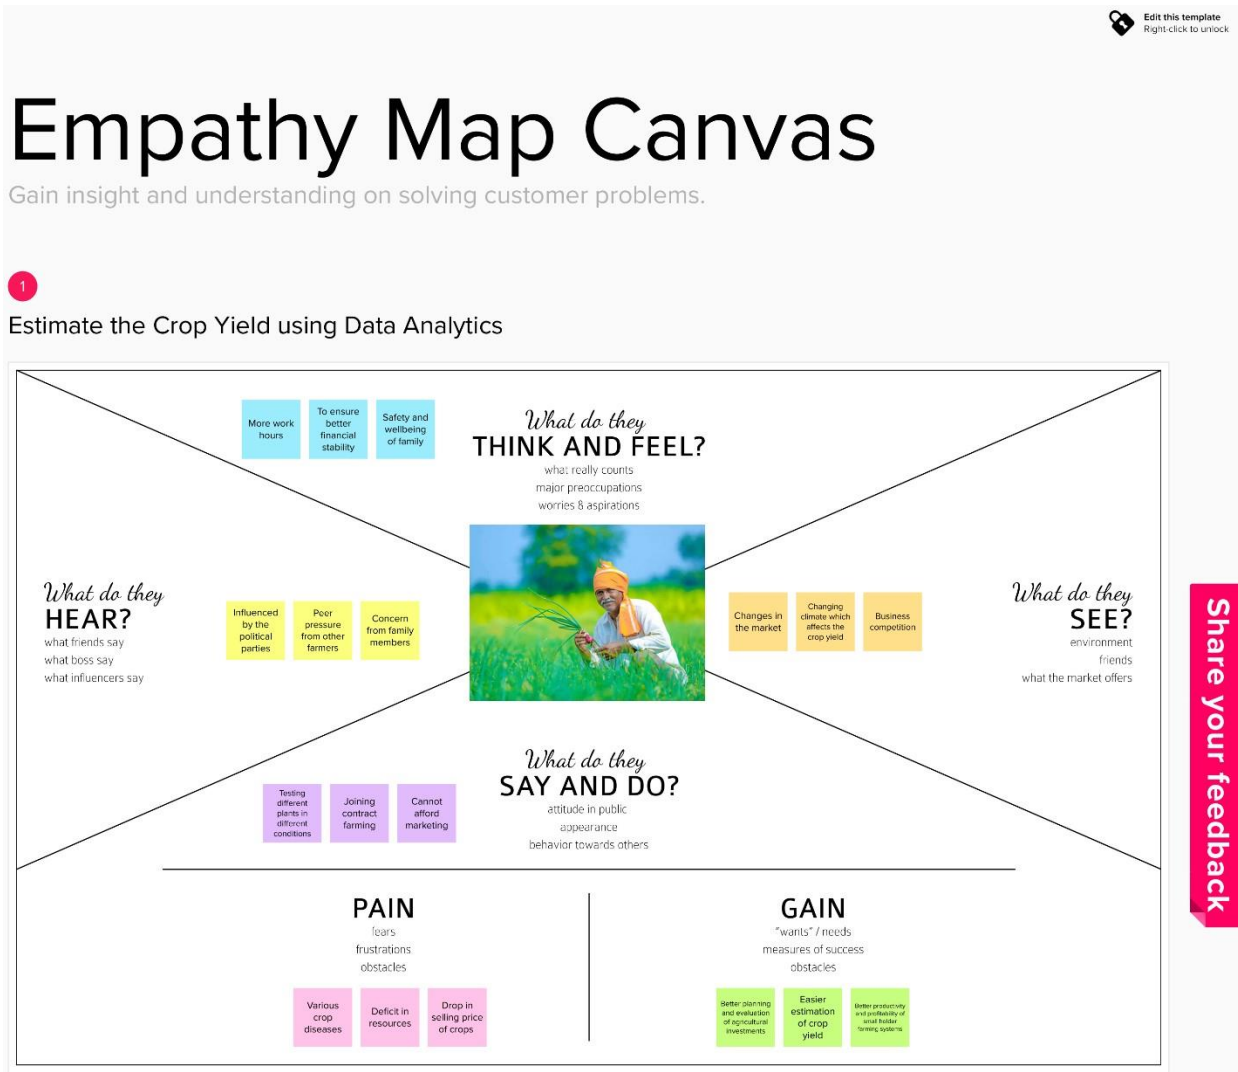 Edit this template
Right-click to unlock
Empathy Map Canvas
Gain insight and understanding on solving customer problems.
1
Estimate the Crop Yield using Data Analytics
More work
hours
To ensure
better
financial
stability
Safety and
wellbeing
of family
What do they
THINK AND FEEL?
what really counts
major preoccupations
worries & aspirations
What do they
HEAR?
what friends say
what boss say
what influencers say
Influenced
by the
political
parties
Peer
pressure
from other
farmers
Concern
from family
members
Changes in
the market
Changing
climate which
affects the
crop yield
Business
competition
What do they
SEE?
environment
friends
what the market offers
Share your feedback
What do they
SAY AND DO?
attitude in public
appearance
behavior towards others
Testing
different
plants in
different
conditions
Joining
contract
farming
Cannot
afford
marketing
PAIN
fears
frustrations
obstacles
Various
crop
diseases
Deficit in
resources
Drop in
selling price
of crops
GAIN
"wants" / needs
measures of success
obstacles
Better planning
and evaluation
of agricultural
investments
Easier
estimation
of crop
yield
Better productivity
and profitability of
small holder
farming systems